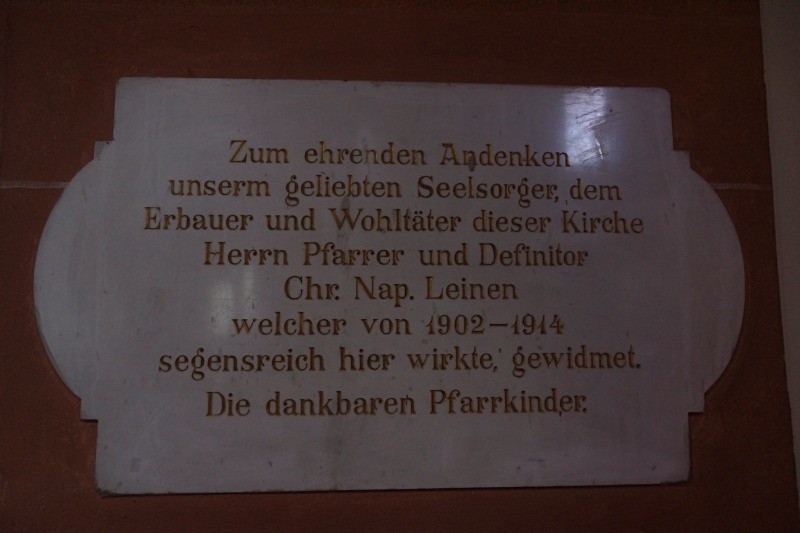 Zum ehrenden Andenken
unserm geliebten Seelsorger, dem
Erbauer und Wohltäter dieser Kirche
Herrn Pfarrer und Definitor
Chr. Nap. Leinen
welcher von 1902–1914
segensreich hier wirkte, gewidmet.
Die dankbaren Pfarrkinder.